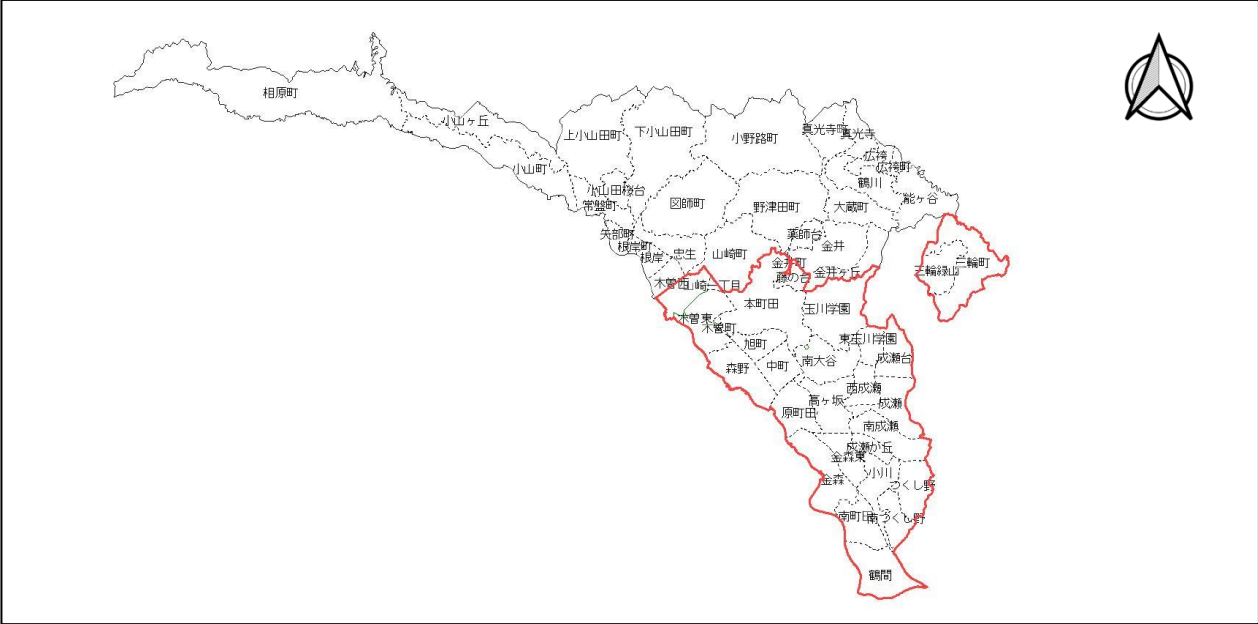 相原町
小山ヶ丘
小山町
上小山田町
下小山田町
小野路町
真光寺町
真光寺
広袴
広袴町
鶴川
能ヶ谷
小山田桜台
常盤町
図師町
野津田町
大蔵町
矢部町
根岸町
根岸
忠生
山崎町
薬師台
金井
金井町
金井ヶ丘
藤の台
三輪緑山
三輪町
木曽西
山崎一丁目
本町田
玉川学園
木曽東
木曽町
旭町
森野
中町
南大谷
東玉川学園
成瀬台
西成瀬
成瀬
高ヶ坂
原町田
南成瀬
成瀬が丘
金森東
金森
小川
つくし野
南町田
南つくし野
鶴間